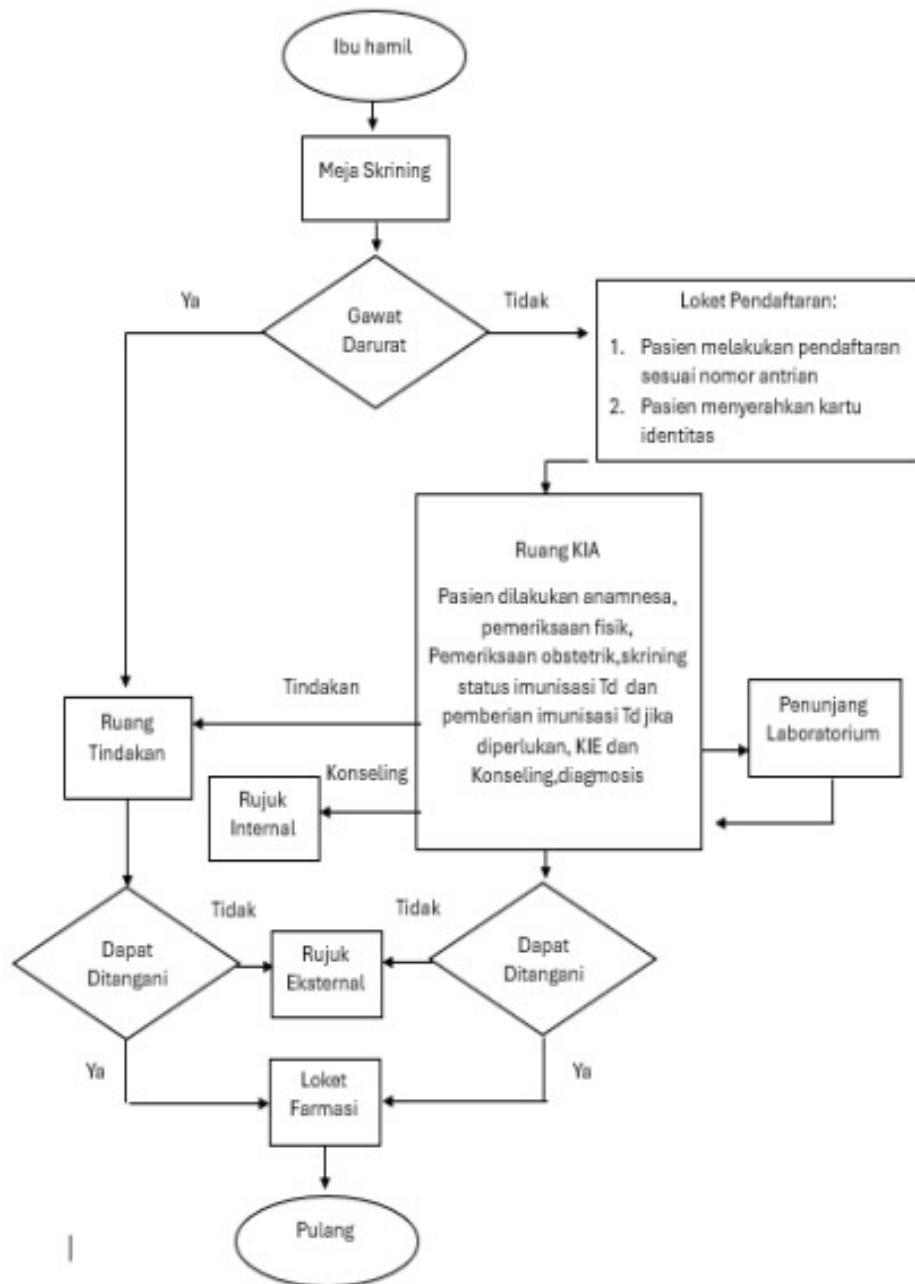 Ibu hamil
Meja Skrining
Ya
Gawat
Darurat
Tidak
Loket Pendaftaran:
1. Pasien melakukan pendaftaran
sesuai nomor antrian
2. Pasien menyerahkan kartu
identitas
Ruang KIA
Pasien dilakukan anamnesa,
pemeriksaan fisik,
Pemeriksaan obstetrik,skrining
status imunisasi Td dan
pemberian imunisasi Td jika
diperlukan, KIE dan
Konseling,diagmosis
Tindakan
Ruang
Tindakan
Penunjang
Laboratorium
Konseling
Rujuk
Internal
Tidak
Tidak
Dapat
Ditangani
Rujuk
Eksternal
Dapat
Ditangani
Ya
Loket
Farmasi
Ya
Pulang